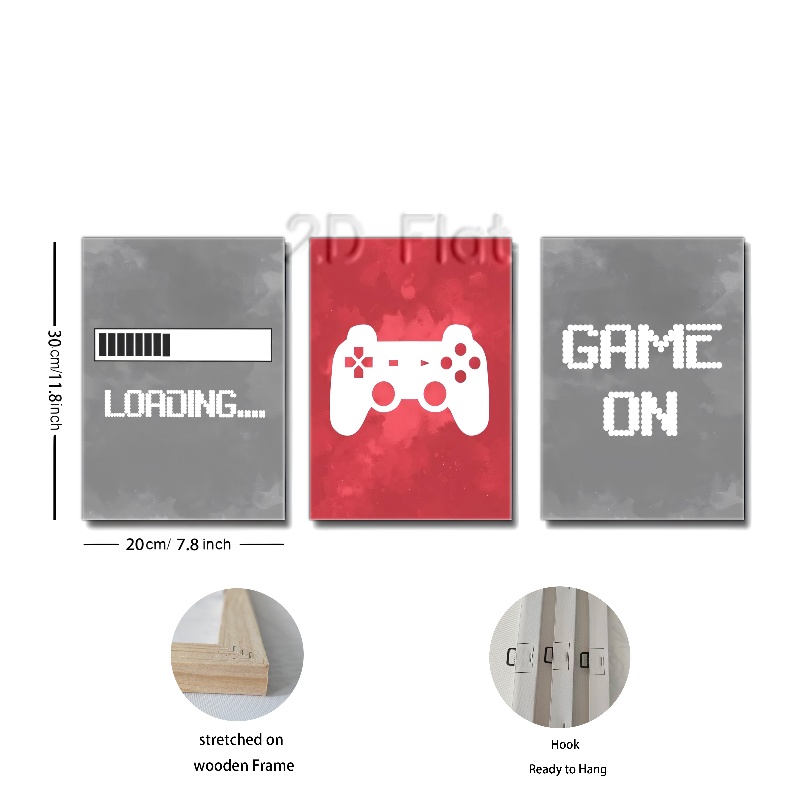 2D Flat
LOADING....
GAME
ON
30cm/11.8inch
20cm/ 7.8 inch
stretched on
wooden Frame
Hook
Ready to Hang